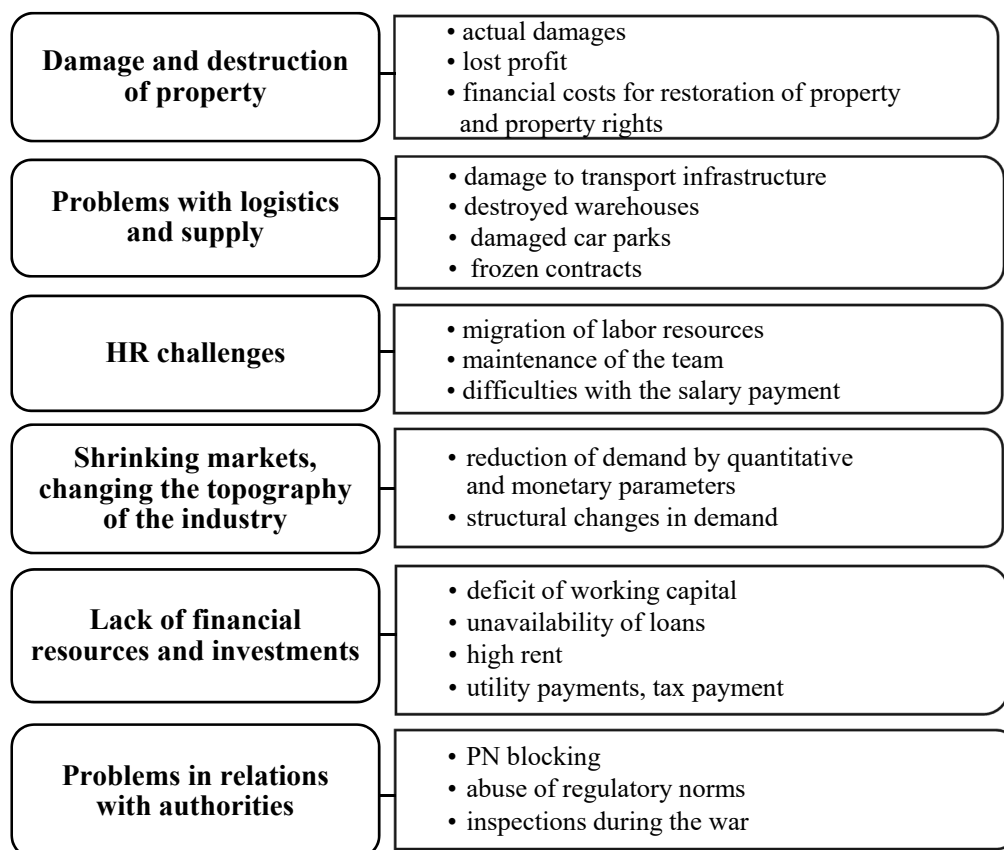 Damage and destruction
of property
• actual damages
• lost profit
• financial costs for restoration of property
and property rights
Problems with logistics
and supply
• damage to transport infrastructure
• destroyed warehouses
• damaged car parks
• frozen contracts
HR challenges
• migration of labor resources
• maintenance of the team
• difficulties with the salary payment
Shrinking markets,
changing the topography
of the industry
• reduction of demand by quantitative
and monetary parameters
• structural changes in demand
Lack of financial
resources and investments
• deficit of working capital
• unavailability of loans
• high rent
• utility payments, tax payment
Problems in relations
with authorities
• PN blocking
• abuse of regulatory norms
• inspections during the war